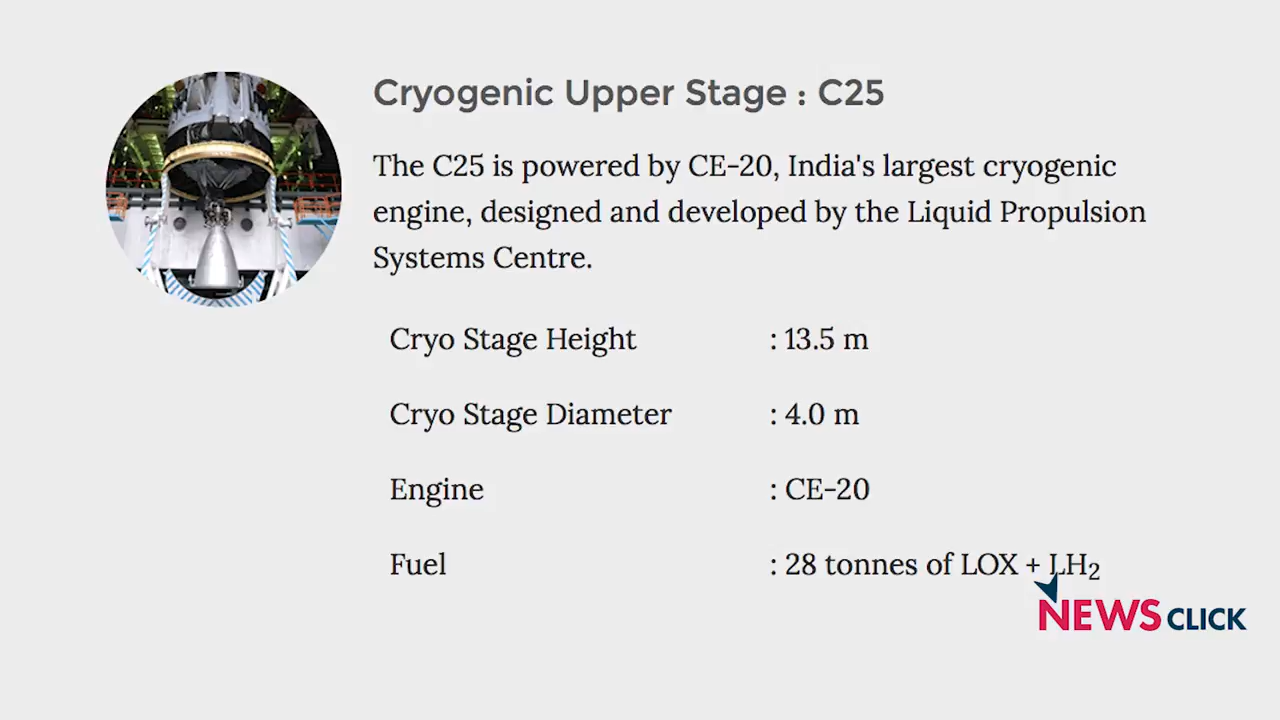 Cryogenic Upper Stage : C25
The C25 is powered by CE-20, India's largest cryogenic
engine, designed and developed by the Liquid Propulsion
Systems Centre.
Cryo Stage Height : 13.5 m
Cryo Stage Diameter : 4.0 m
Engine : CE-20
Fuel : 28 tonnes of LOX + LH₂
NEWSCLICK